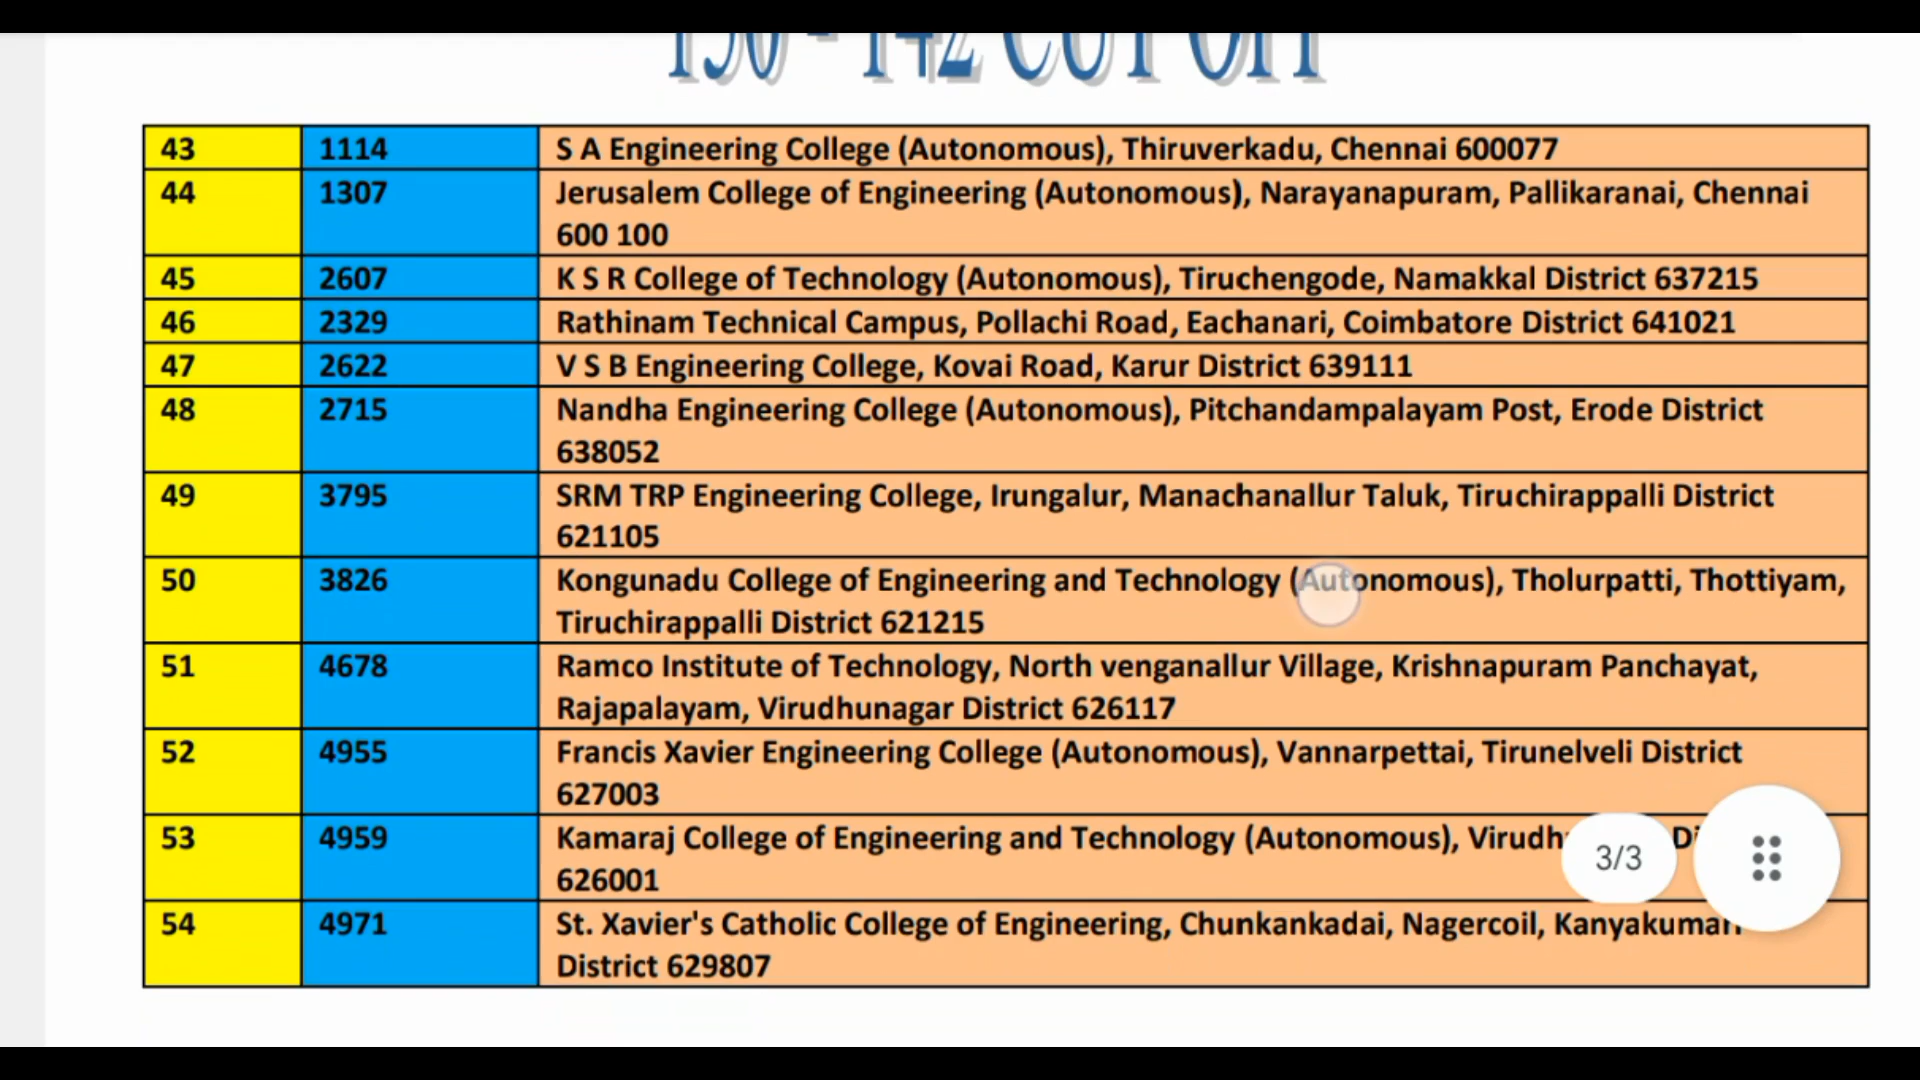 150 - 142 CUT OFF
43 1114 S A Engineering College (Autonomous), Thiruverkadu, Chennai 600077
44 1307 Jerusalem College of Engineering (Autonomous), Narayanapuram, Pallikaranai, Chennai
600 100
45 2607 K S R College of Technology (Autonomous), Tiruchengode, Namakkal District 637215
46 2329 Rathinam Technical Campus, Pollachi Road, Eachanari, Coimbatore District 641021
47 2622 V S B Engineering College, Kovai Road, Karur District 639111
48 2715 Nandha Engineering College (Autonomous), Pitchandampalayam Post, Erode District
638052
49 3795 SRM TRP Engineering College, Irungalur, Manachanallur Taluk, Tiruchirappalli District
621105
50 3826 Kongunadu College of Engineering and Technology (Autonomous), Tholurpatti, Thottiyam,
Tiruchirappalli District 621215
51 4678 Ramco Institute of Technology, North venganallur Village, Krishnapuram Panchayat,
Rajapalayam, Virudhunagar District 626117
52 4955 Francis Xavier Engineering College (Autonomous), Vannarpettai, Tirunelveli District
627003
53 4959 Kamaraj College of Engineering and Technology (Autonomous),
626001
3/3
54 4971 St. Xavier's Catholic College of Engineering, Chunkankadai, Nagercoil, Kanyakumari
District 629807